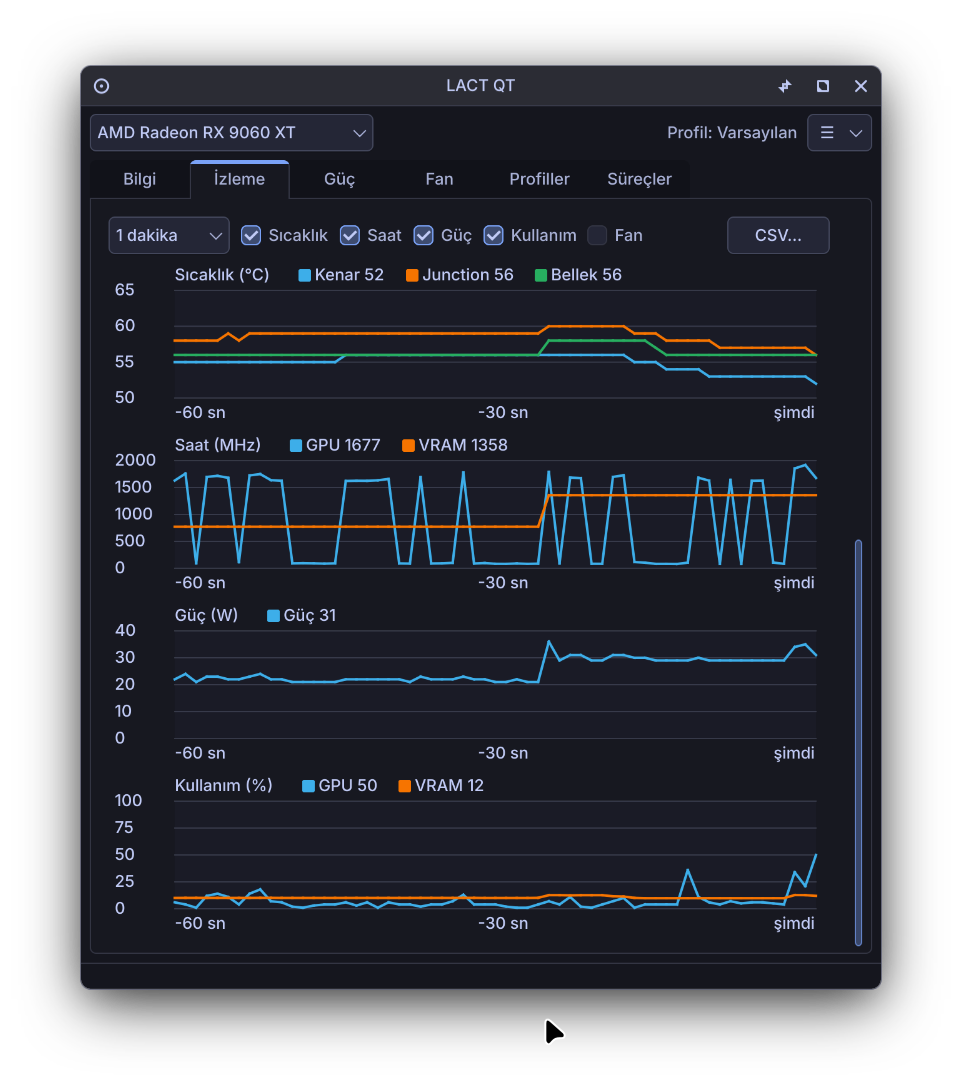 LACT QT
AMD Radeon RX 9060 XT
Profil: Varsayılan
Bilgi İzleme Güç Fan Profiller Süreçler
1 dakika Sıcaklık Saat Güç Kullanım Fan CSV...
Sıcaklık (°C) Kenar 52 Junction 56 Bellek 56
65
60
55
50
-60 sn -30 sn şimdi
Saat (MHz) GPU 1677 VRAM 1358
2000
1500
1000
500
0
-60 sn -30 sn şimdi
Güç (W) Güç 31
40
30
20
10
0
-60 sn -30 sn şimdi
Kullanım (%) GPU 50 VRAM 12
100
75
50
25
0
-60 sn -30 sn şimdi